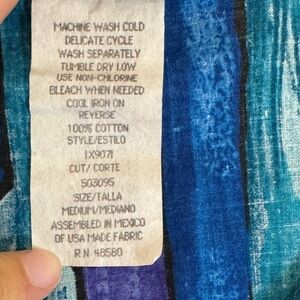 MACHINE WASH COLD
DELICATE CYCLE
WASH SEPARATELY
TUMBLE DRY LOW
USE NON-CHLORINE
BLEACH WHEN NEEDED
COOL IRON ON
REVERSE
100% COTTON
STYLE/ESTILO
1X9071
CUT/ CORTE
503095
SIZE/TALLA
MEDIUM/MEDIANO
ASSEMBLED IN MEXICO
OF USA MADE FABRIC
R N 48580